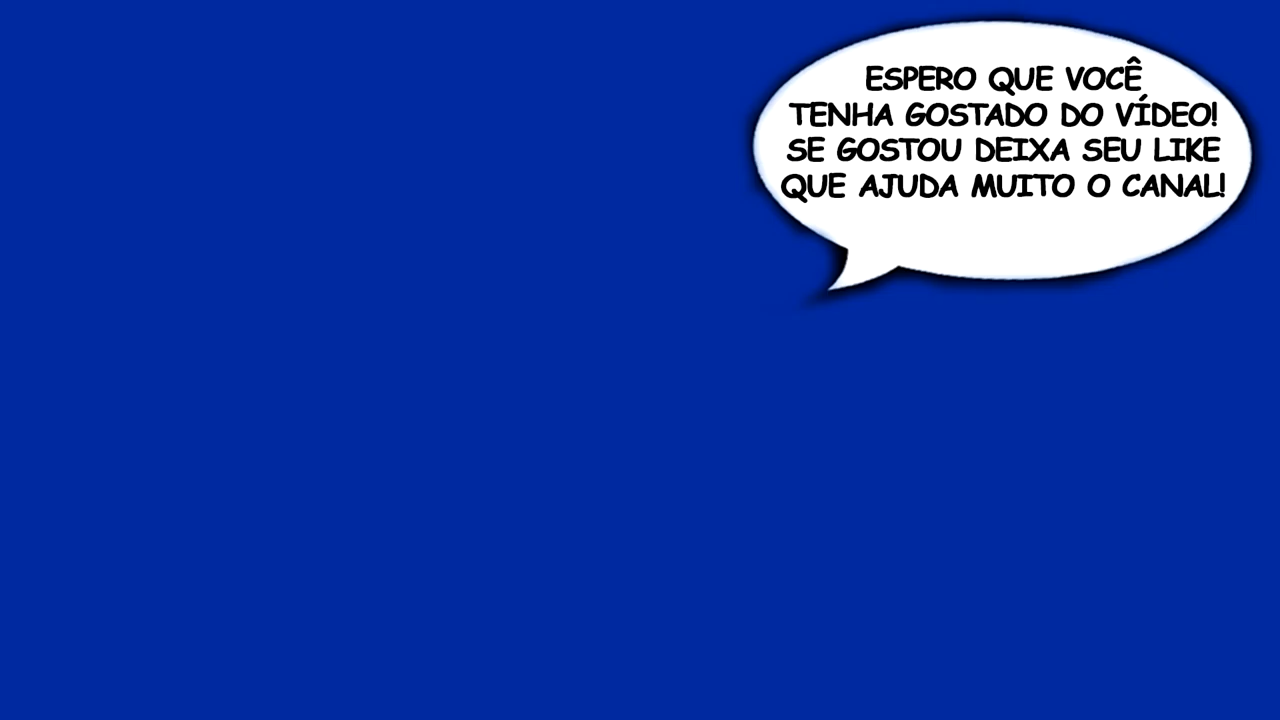 ESPERO QUE VOCÊ
TENHA GOSTADO DO VÍDEO!
SE GOSTOU DEIXA SEU LIKE
QUE AJUDA MUITO O CANAL!